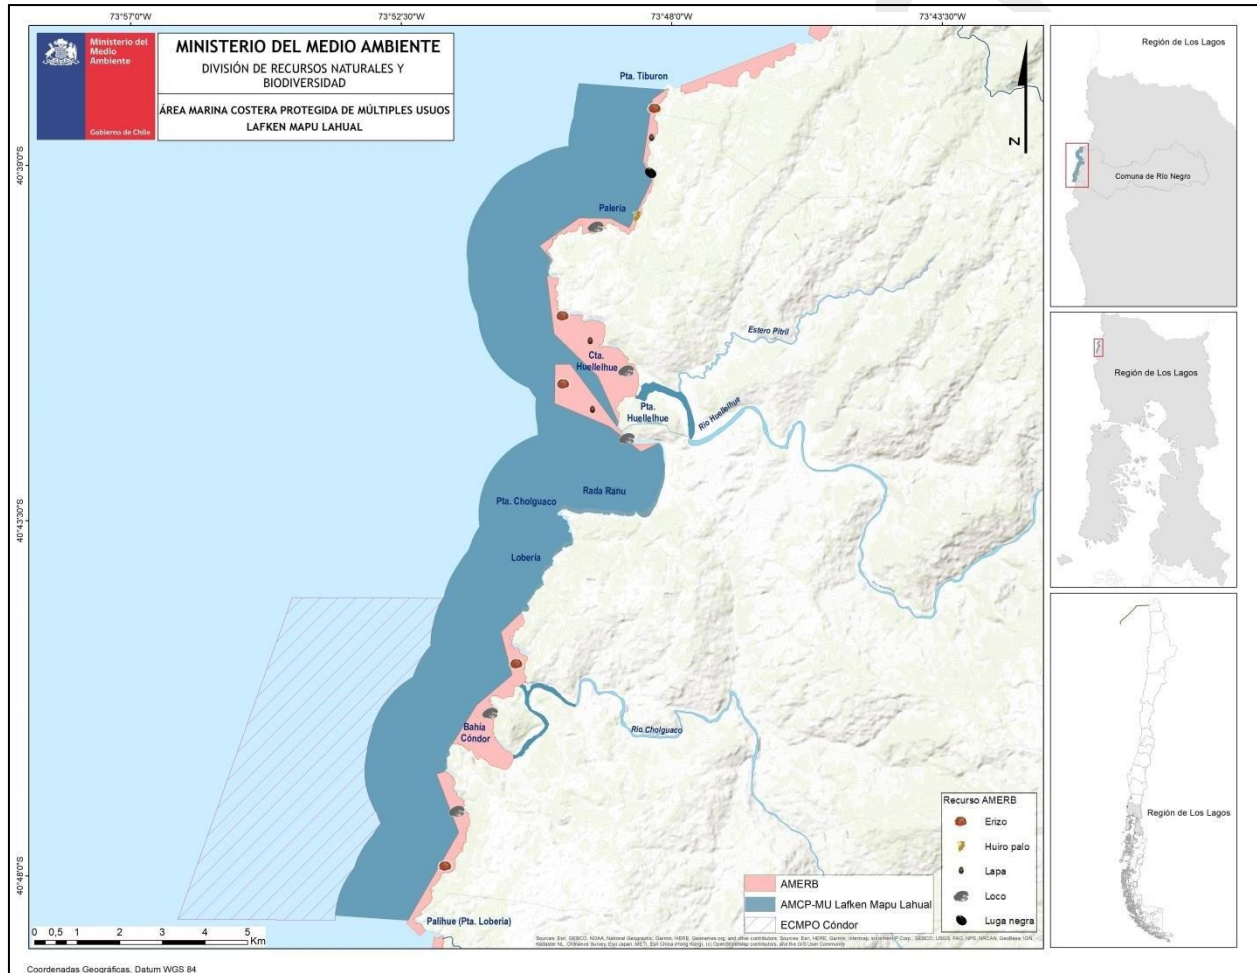 73°57'0"W
73°52'30"W
73°48'0"W
73°43'30"W
Ministerio del
Medio
Ambiente
Gobierno de Chile
MINISTERIO DEL MEDIO AMBIENTE
DIVISIÓN DE RECURSOS NATURALES Y
BIODIVERSIDAD
ÁREA MARINA COSTERA PROTEGIDA DE MÚLTIPLES USUOS
LAFKEN MAPU LAHUAL
40°39'0"S
40°43'30"S
40°48'0"S
Pta. Tiburon
N
Palería
Estero Pitril
Cta.
Huellelhue
Pta.
Huellelhue
Río Huellelhue
Rada Ranu
Pta. Cholguaco
Lobería
Bahía
Cóndor
Río Cholguaco
Palihue (Pta. Lobería)
Recurso AMERB
Erizo
Huiro palo
Lapa
Loco
Luga negra
AMERB
AMCP-MU Lafken Mapu Lahual
ECMPO Cóndor
0 0,5 1 2 3 4 5
Km
Coordenadas Geográficas. Datum WGS 84
Región de Los Lagos
Comuna de Río Negro
Región de Los Lagos
Región de Los Lagos